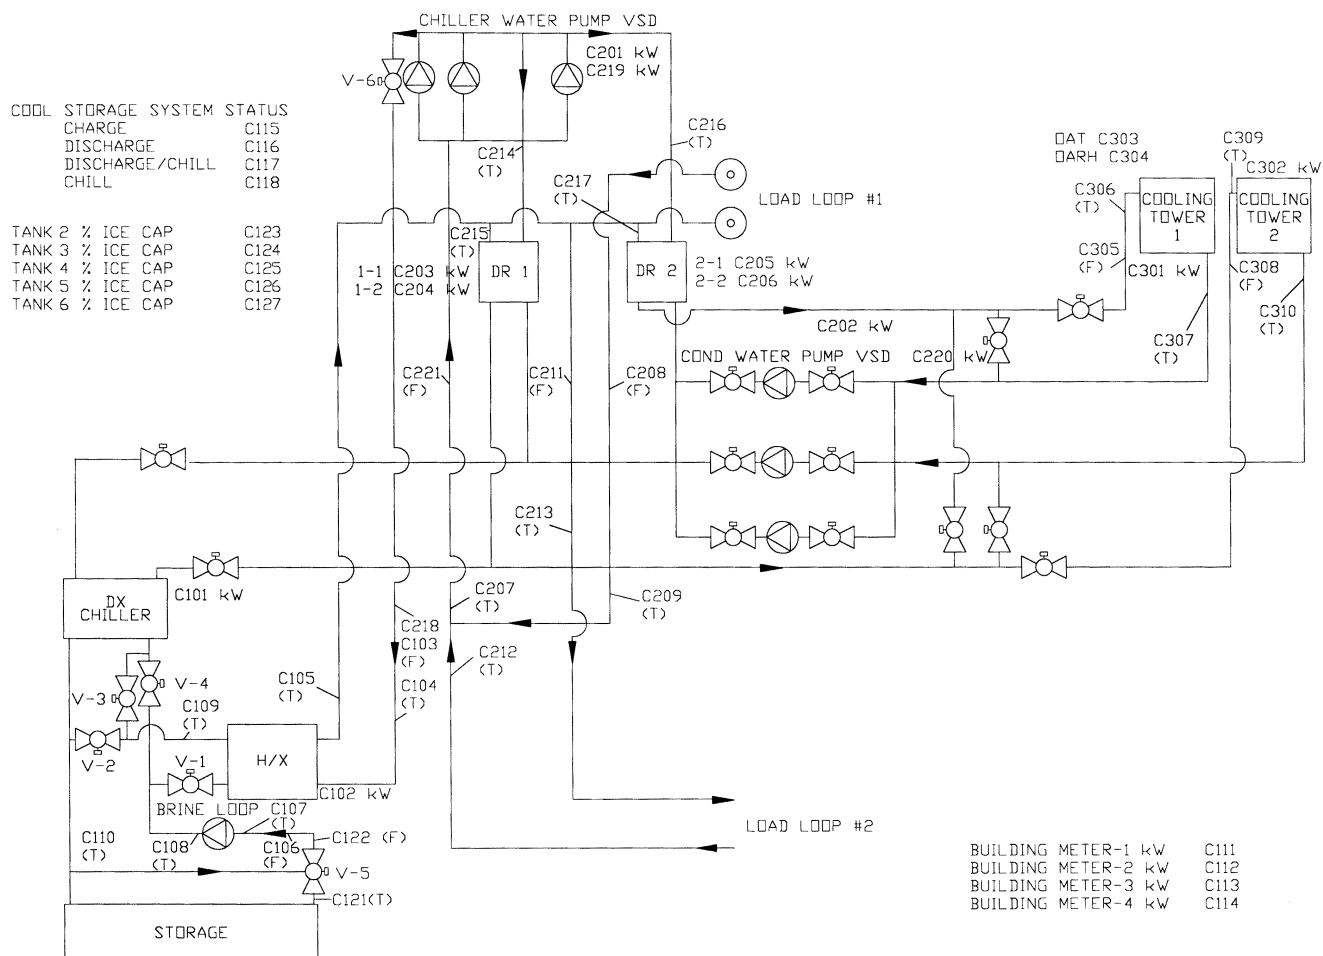 CHILLER WATER PUMP VSD
C201 kW
C219 kW
V-6
COOL STORAGE SYSTEM STATUS
CHARGE C115
DISCHARGE C116
DISCHARGE/CHILL C117
CHILL C118
TANK 2 % ICE CAP C123
TANK 3 % ICE CAP C124
TANK 4 % ICE CAP C125
TANK 5 % ICE CAP C126
TANK 6 % ICE CAP C127
C214
(T)
C216
(T)
C217
(T)
LOAD LOOP #1
OAT C303
OARH C304
C309
(T)
C302 kW
C306
(T)
COOLING
TOWER
1
COOLING
TOWER
2
C305
(F)
C301 kW
C308
(F)
C310
(T)
C307
(T)
C215
(T)
1-1 C203 kW
1-2 C204 kW
DR 1
DR 2
2-1 C205 kW
2-2 C206 kW
C202 kW
COND WATER PUMP VSD C220 kW
C221
(F)
C211
(F)
C208
(F)
C213
(T)
C101 kW
DX
CHILLER
C207
(T)
C209
(T)
C218
C103
(F)
C212
(T)
C104
(T)
C105
(T)
V-3
V-4
C109
(T)
V-2
V-1
H/X
C102 kW
BRINE LOOP
C107
(T)
C110
(T)
C108
(T)
C106
(F)
C122 (F)
V-5
C121(T)
STORAGE
LOAD LOOP #2
BUILDING METER-1 kW C111
BUILDING METER-2 kW C112
BUILDING METER-3 kW C113
BUILDING METER-4 kW C114